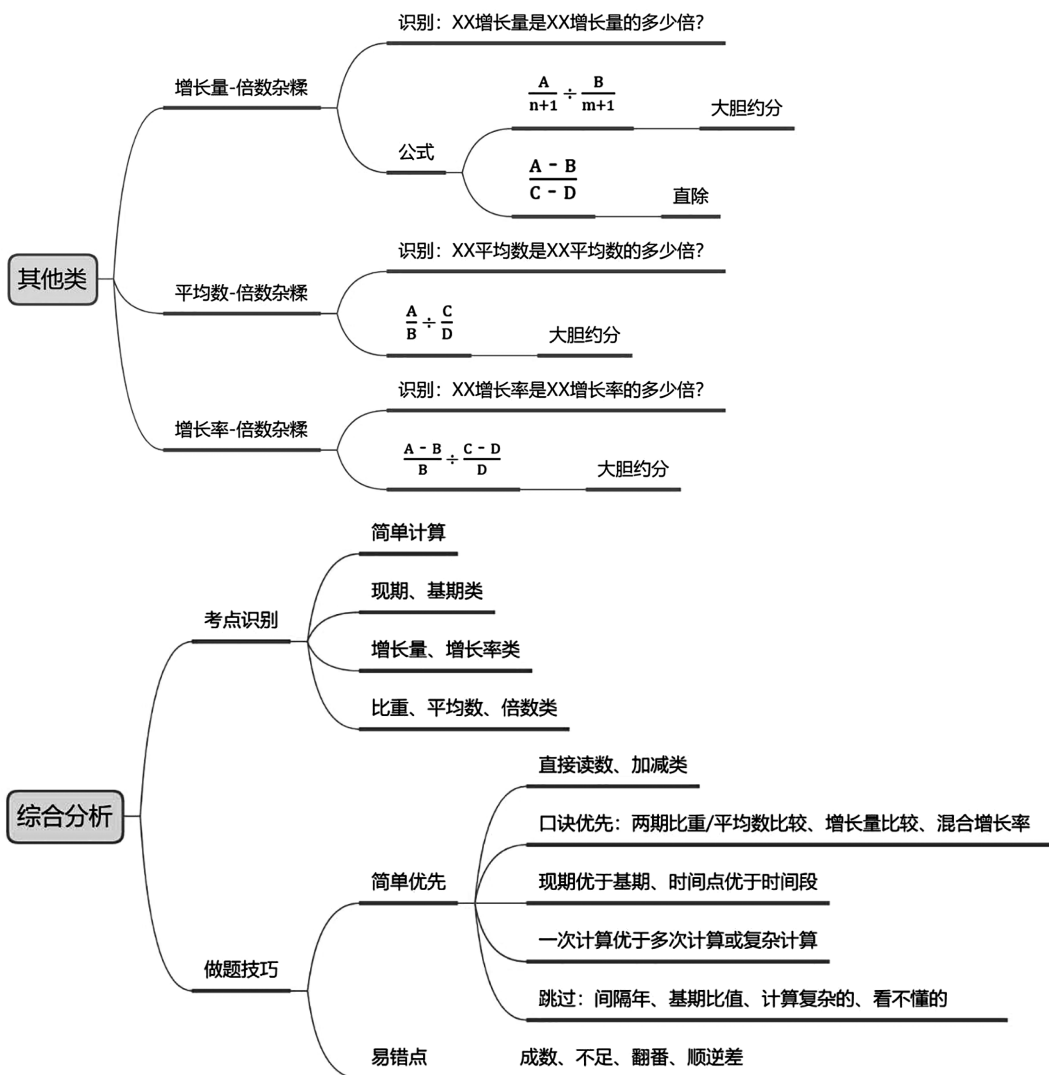 其他类
增长量-倍数杂糅
识别：XX增长量是XX增长量的多少倍？
公式
A/(n+1) ÷ B/(m+1)
大胆约分
(A - B)/(C - D)
直除
平均数-倍数杂糅
识别：XX平均数是XX平均数的多少倍？
A/B ÷ C/D
大胆约分
增长率-倍数杂糅
识别：XX增长率是XX增长率的多少倍？
(A - B)/B ÷ (C - D)/D
大胆约分
综合分析
考点识别
简单计算
现期、基期类
增长量、增长率类
比重、平均数、倍数类
做题技巧
简单优先
直接读数、加减类
口诀优先：两期比重/平均数比较、增长量比较、混合增长率
现期优于基期、时间点优于时间段
一次计算优于多次计算或复杂计算
跳过：间隔年、基期比值、计算复杂的、看不懂的
易错点
成数、不足、翻番、顺逆差